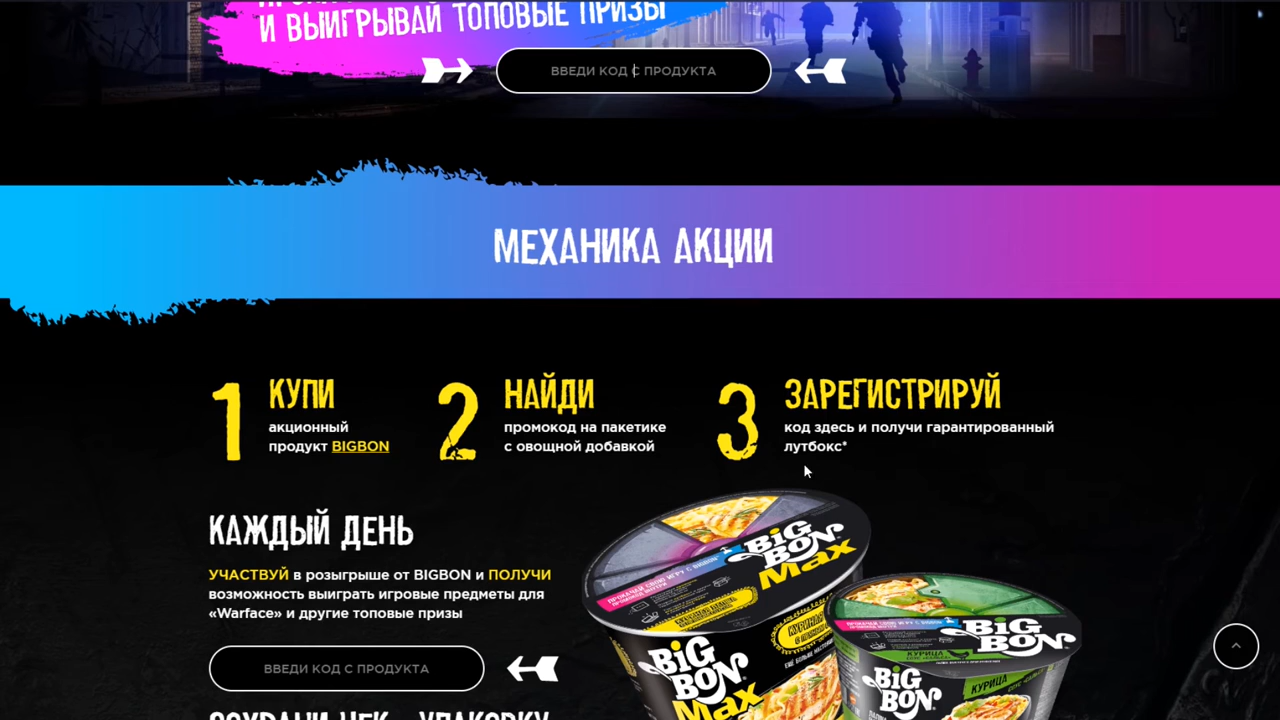 И ВЫИГРЫВАЙ ТОПОВЫЕ ПРИЗЫ
ВВЕДИ КОД С ПРОДУКТА
МЕХАНИКА АКЦИИ
1 КУПИ
акционный
продукт BIGBON
2 НАЙДИ
промокод на пакетике
с овощной добавкой
3 ЗАРЕГИСТРИРУЙ
код здесь и получи гарантированный
лутбокс*
КАЖДЫЙ ДЕНЬ
УЧАСТВУЙ в розыгрыше от BIGBON и ПОЛУЧИ
возможность выиграть игровые предметы для
«Warface» и другие топовые призы
ВВЕДИ КОД С ПРОДУКТА
BIG
BON
Max
BIG
BON
Max
BIG
BON
КУРИЦА
BIG
BON
КУРИЦА